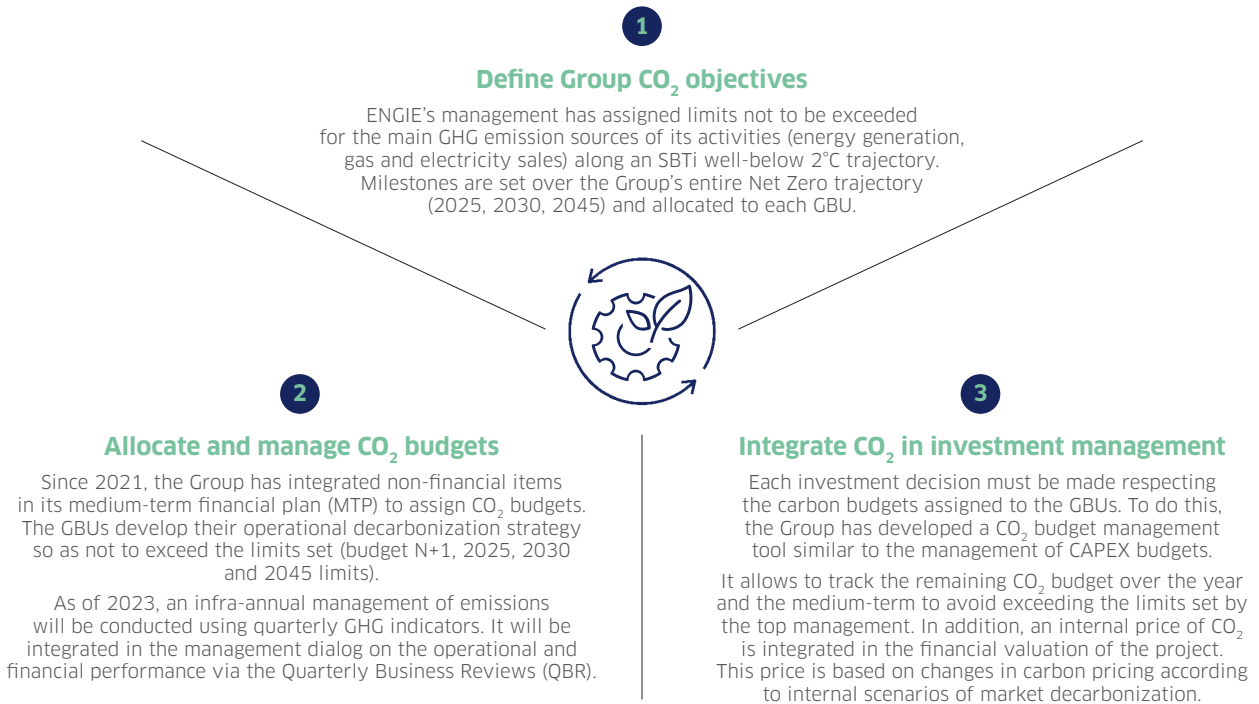 1
Define Group CO₂ objectives
ENGIE's management has assigned limits not to be exceeded
for the main GHG emission sources of its activities (energy generation,
gas and electricity sales) along an SBTi well-below 2°C trajectory.
Milestones are set over the Group's entire Net Zero trajectory
(2025, 2030, 2045) and allocated to each GBU.
2
Allocate and manage CO₂ budgets
Since 2021, the Group has integrated non-financial items
in its medium-term financial plan (MTP) to assign CO₂ budgets.
The GBUs develop their operational decarbonization strategy
so as not to exceed the limits set (budget N+1, 2025, 2030
and 2045 limits).
As of 2023, an infra-annual management of emissions
will be conducted using quarterly GHG indicators. It will be
integrated in the management dialog on the operational and
financial performance via the Quarterly Business Reviews (QBR).
3
Integrate CO₂ in investment management
Each investment decision must be made respecting
the carbon budgets assigned to the GBUs. To do this,
the Group has developed a CO₂ budget management
tool similar to the management of CAPEX budgets.
It allows to track the remaining CO₂ budget over the year
and the medium-term to avoid exceeding the limits set by
the top management. In addition, an internal price of CO₂
is integrated in the financial valuation of the project.
This price is based on changes in carbon pricing according
to internal scenarios of market decarbonization.